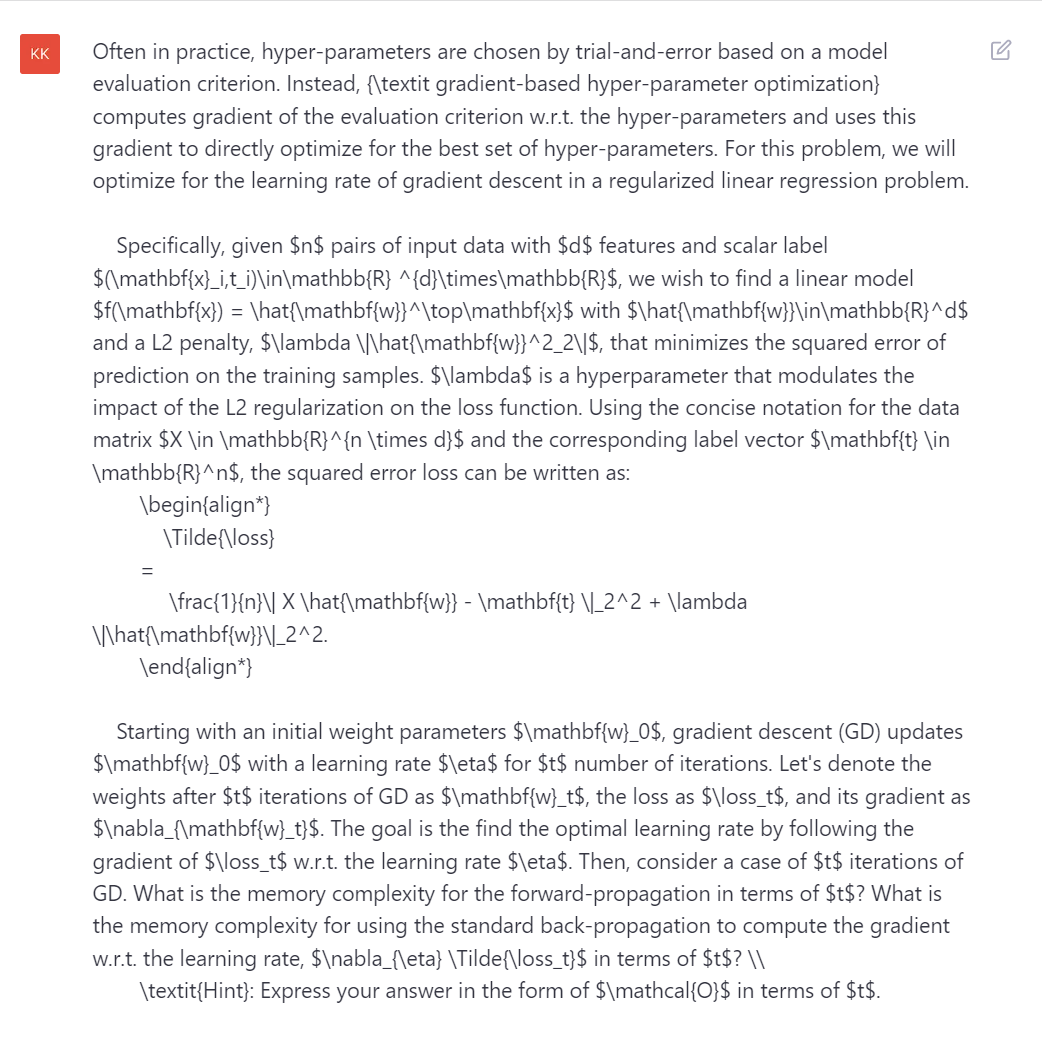 KK
Often in practice, hyper-parameters are chosen by trial-and-error based on a model
evaluation criterion. Instead, {\textit gradient-based hyper-parameter optimization}
computes gradient of the evaluation criterion w.r.t. the hyper-parameters and uses this
gradient to directly optimize for the best set of hyper-parameters. For this problem, we will
optimize for the learning rate of gradient descent in a regularized linear regression problem.
Specifically, given $n$ pairs of input data with $d$ features and scalar label
$(\mathbf{x}_i,t_i)\in\mathbb{R} ^{d}\times\mathbb{R}$, we wish to find a linear model
$f(\mathbf{x}) = \hat{\mathbf{w}}^\top\mathbf{x}$ with $\hat{\mathbf{w}}\in\mathbb{R}^d$
and a L2 penalty, $\lambda \|\hat{\mathbf{w}}^2_2\|$, that minimizes the squared error of
prediction on the training samples. $\lambda$ is a hyperparameter that modulates the
impact of the L2 regularization on the loss function. Using the concise notation for the data
matrix $X \in \mathbb{R}^{n \times d}$ and the corresponding label vector $\mathbf{t} \in
\mathbb{R}^n$, the squared error loss can be written as:
\begin{align*}
\Tilde{\loss}
=
\frac{1}{n}\| X \hat{\mathbf{w}} - \mathbf{t} \|_2^2 + \lambda
\|\hat{\mathbf{w}}\|_2^2.
\end{align*}
Starting with an initial weight parameters $\mathbf{w}_0$, gradient descent (GD) updates
$\mathbf{w}_0$ with a learning rate $\eta$ for $t$ number of iterations. Let's denote the
weights after $t$ iterations of GD as $\mathbf{w}_t$, the loss as $\loss_t$, and its gradient as
$\nabla_{\mathbf{w}_t}$. The goal is the find the optimal learning rate by following the
gradient of $\loss_t$ w.r.t. the learning rate $\eta$. Then, consider a case of $t$ iterations of
GD. What is the memory complexity for the forward-propagation in terms of $t$? What is
the memory complexity for using the standard back-propagation to compute the gradient
w.r.t. the learning rate, $\nabla_{\eta} \Tilde{\loss_t}$ in terms of $t$? \\
\textit{Hint}: Express your answer in the form of $\mathcal{O}$ in terms of $t$.